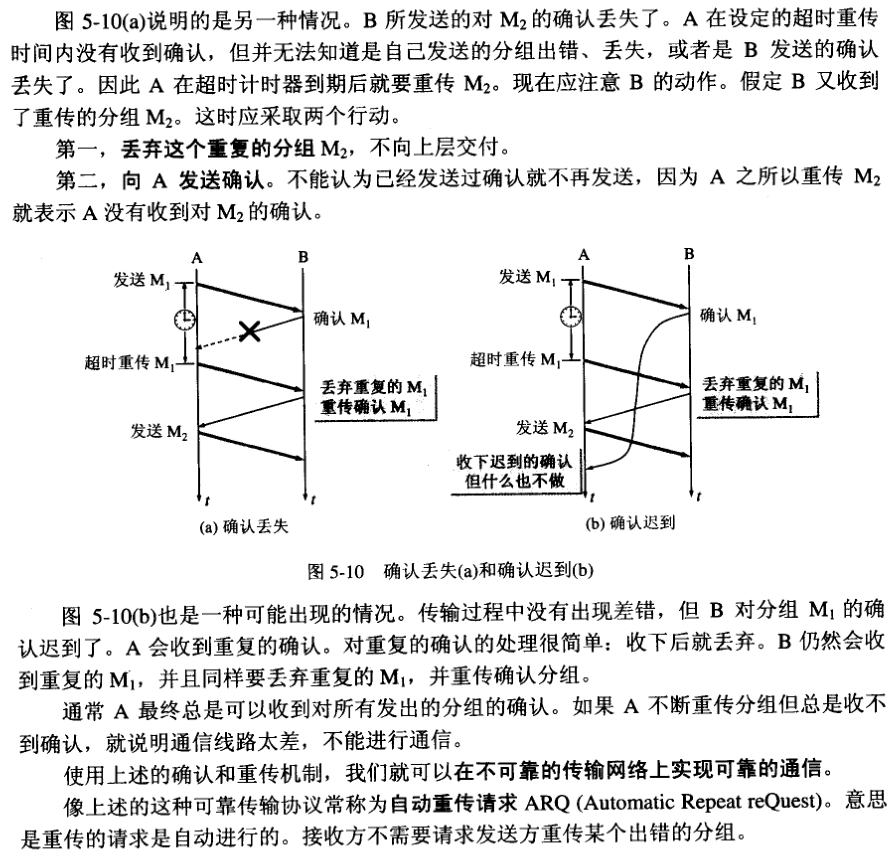 图 5-10(a)说明的是另一种情况。B 所发送的对 M₂ 的确认丢失了。A 在设定的超时重传
时间内没有收到确认，但并无法知道是自己发送的分组出错、丢失，或者是 B 发送的确认
丢失了。因此 A 在超时计时器到期后就要重传 M₂。现在应注意 B 的动作。假定 B 又收到
了重传的分组 M₂。这时应采取两个行动。
第一，丢弃这个重复的分组 M₂，不向上层交付。
第二，向 A 发送确认。不能认为已经发送过确认就不再发送，因为 A 之所以重传 M₂
就表示 A 没有收到对 M₂ 的确认。
A
B
发送 M₁
确认 M₁
超时重传 M₁
丢弃重复的 M₁
重传确认 M₁
发送 M₂
t
t
(a) 确认丢失
A
B
发送 M₁
确认 M₁
超时重传 M₁
丢弃重复的 M₁
重传确认 M₁
发送 M₂
收下迟到的确认
但什么也不做
t
t
(b) 确认迟到
图 5-10 确认丢失(a)和确认迟到(b)
图 5-10(b)也是一种可能出现的情况。传输过程中没有出现差错，但 B 对分组 M₁ 的确
认迟到了。A 会收到重复的确认。对重复的确认的处理很简单：收下后就丢弃。B 仍然会收
到重复的 M₁，并且同样要丢弃重复的 M₁，并重传确认分组。
通常 A 最终总是可以收到对所有发出的分组的确认。如果 A 不断重传分组但总是收不
到确认，就说明通信线路太差，不能进行通信。
使用上述的确认和重传机制，我们就可以在不可靠的传输网络上实现可靠的通信。
像上述的这种可靠传输协议常称为自动重传请求 ARQ (Automatic Repeat reQuest)。意思
是重传的请求是自动进行的。接收方不需要请求发送方重传某个出错的分组。